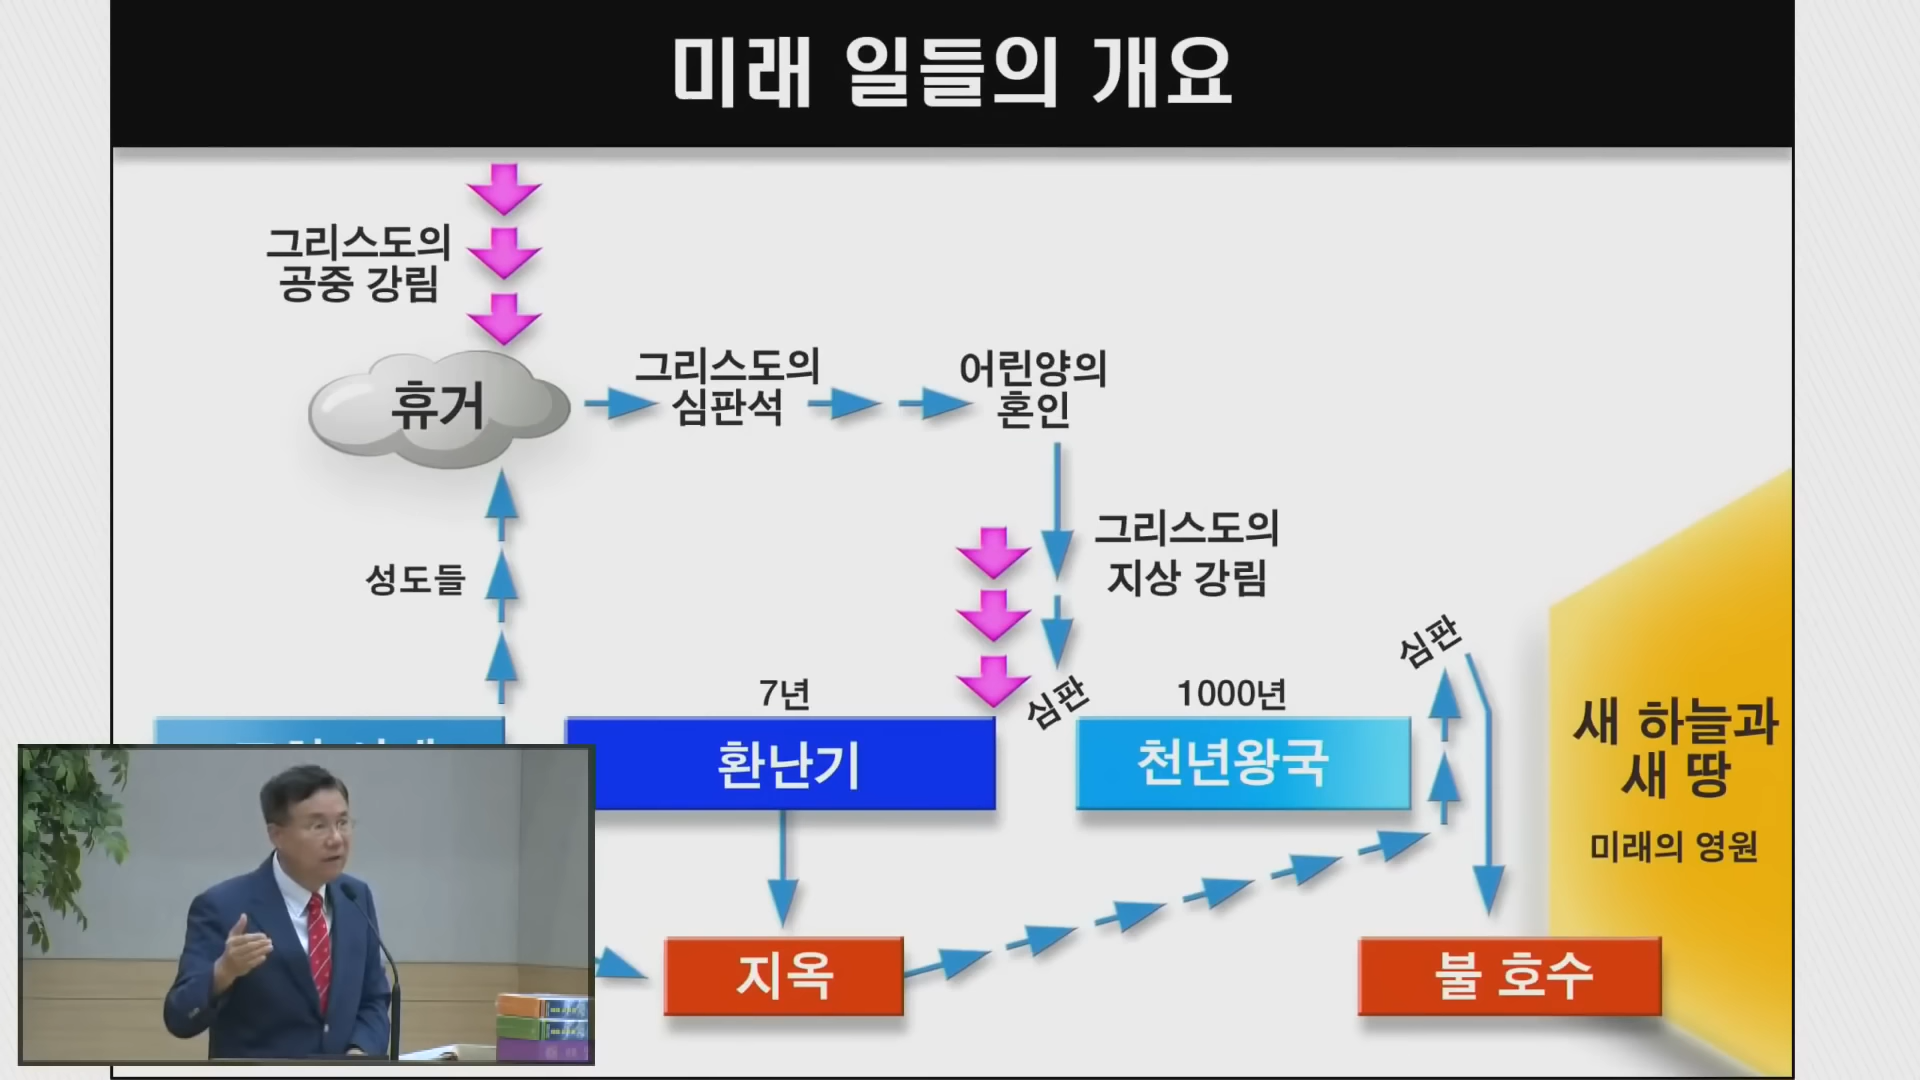 미래 일들의 개요
그리스도의
공중 강림
휴거
그리스도의
심판석
어린양의
혼인
성도들
그리스도의
지상 강림
심판
7년
환난기
심판
1000년
천년왕국
새 하늘과
새 땅
미래의 영원
지옥
불 호수